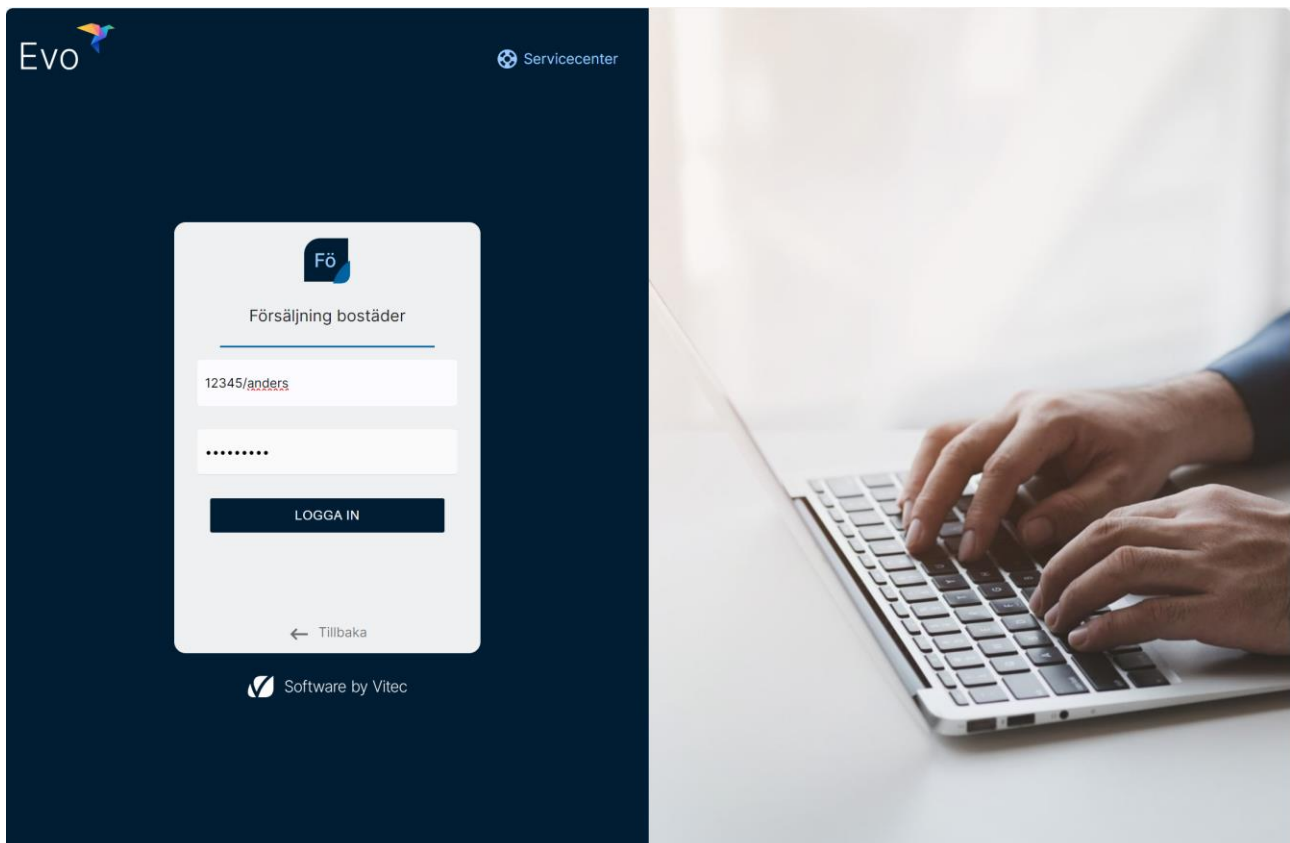 Evo
Servicecenter
Fö
Försäljning bostäder
12345/anders
•••••••••
LOGGA IN
← Tillbaka
Software by Vitec